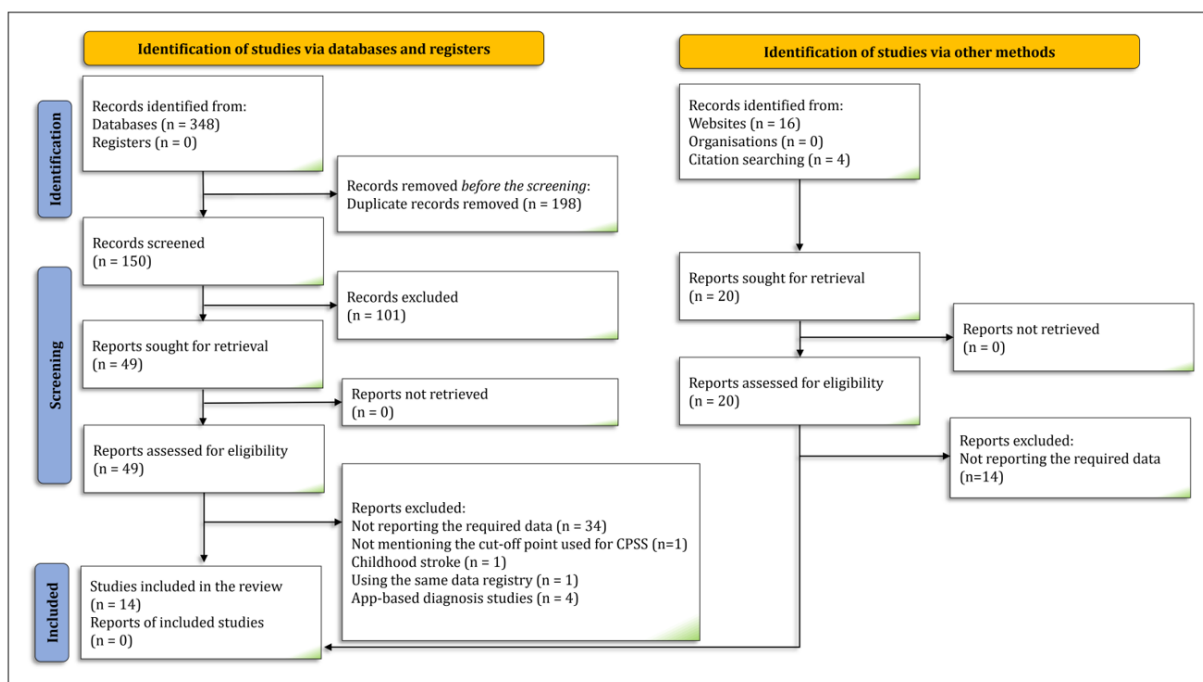 Identification of studies via databases and registers
Identification of studies via other methods
Identification
Records identified from:
Databases (n = 348)
Registers (n = 0)
Records removed before the screening:
Duplicate records removed (n = 198)
Records identified from:
Websites (n = 16)
Organisations (n = 0)
Citation searching (n = 4)
Screening
Records screened
(n = 150)
Records excluded
(n = 101)
Reports sought for retrieval
(n = 49)
Reports not retrieved
(n = 0)
Reports assessed for eligibility
(n = 49)
Reports excluded:
Not reporting the required data (n = 34)
Not mentioning the cut-off point used for CPSS (n=1)
Childhood stroke (n = 1)
Using the same data registry (n = 1)
App-based diagnosis studies (n = 4)
Reports sought for retrieval
(n = 20)
Reports not retrieved
(n = 0)
Reports assessed for eligibility
(n = 20)
Reports excluded:
Not reporting the required data
(n=14)
Included
Studies included in the review
(n = 14)
Reports of included studies
(n = 0)